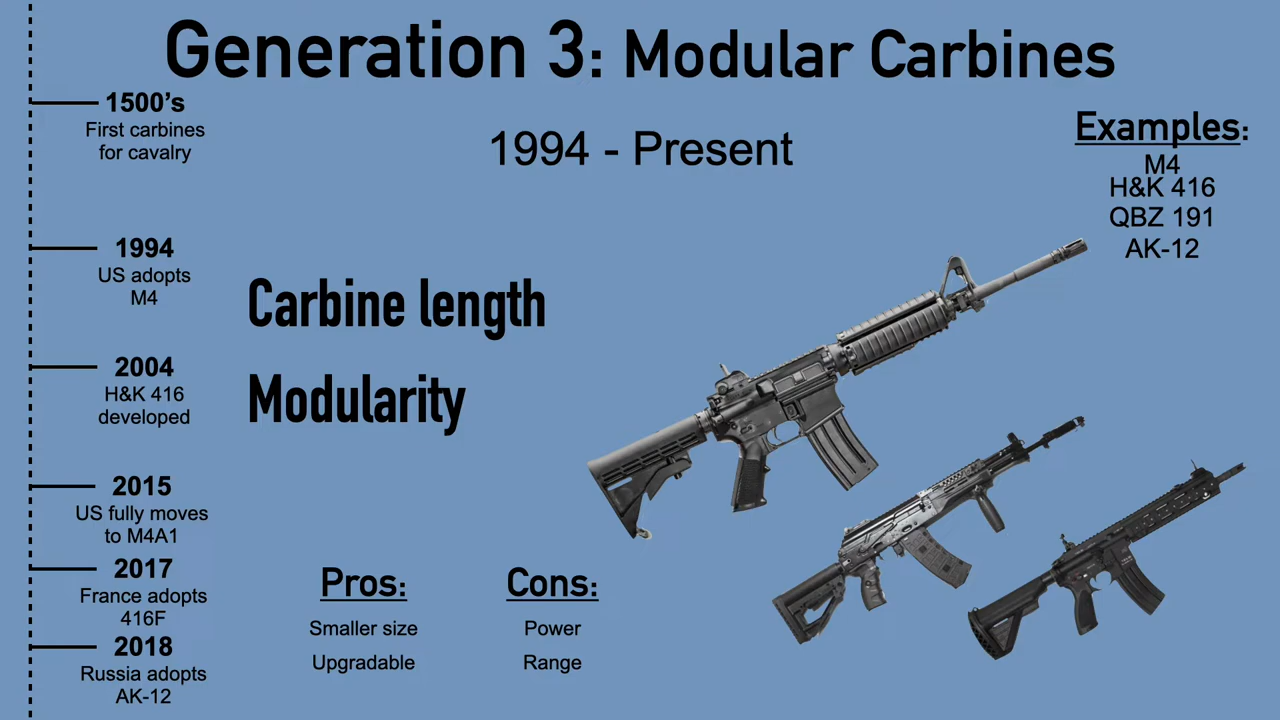 Generation 3: Modular Carbines
1994 - Present
1500's
First carbines
for cavalry
1994
US adopts
M4
2004
H&K 416
developed
2015
US fully moves
to M4A1
2017
France adopts
416F
2018
Russia adopts
AK-12
Carbine length
Modularity
Pros:
Smaller size
Upgradable
Cons:
Power
Range
Examples:
M4
H&K 416
QBZ 191
AK-12